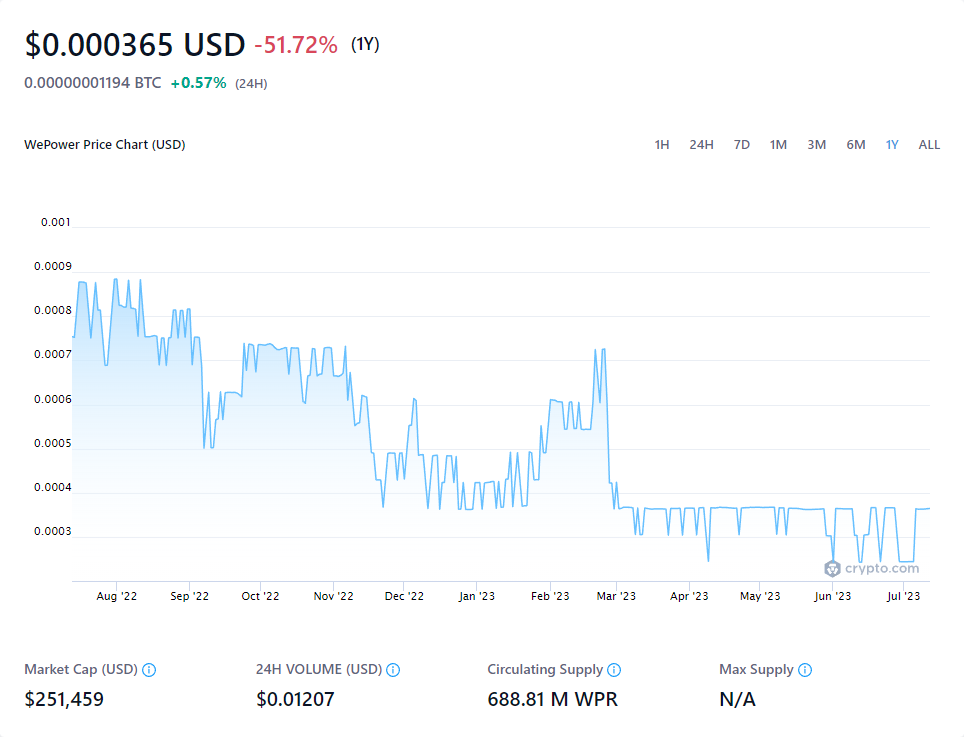 $0.000365 USD -51.72% (1Y)
0.00000001194 BTC +0.57% (24H)
WePower Price Chart (USD) 1H 24H 7D 1M 3M 6M 1Y ALL
0.001
0.0009
0.0008
0.0007
0.0006
0.0005
0.0004
0.0003
crypto.com
Aug '22 Sep '22 Oct '22 Nov '22 Dec '22 Jan '23 Feb '23 Mar '23 Apr '23 May '23 Jun '23 Jul '23
Market Cap (USD) 24H VOLUME (USD) Circulating Supply Max Supply
$251,459 $0.01207 688.81 M WPR N/A